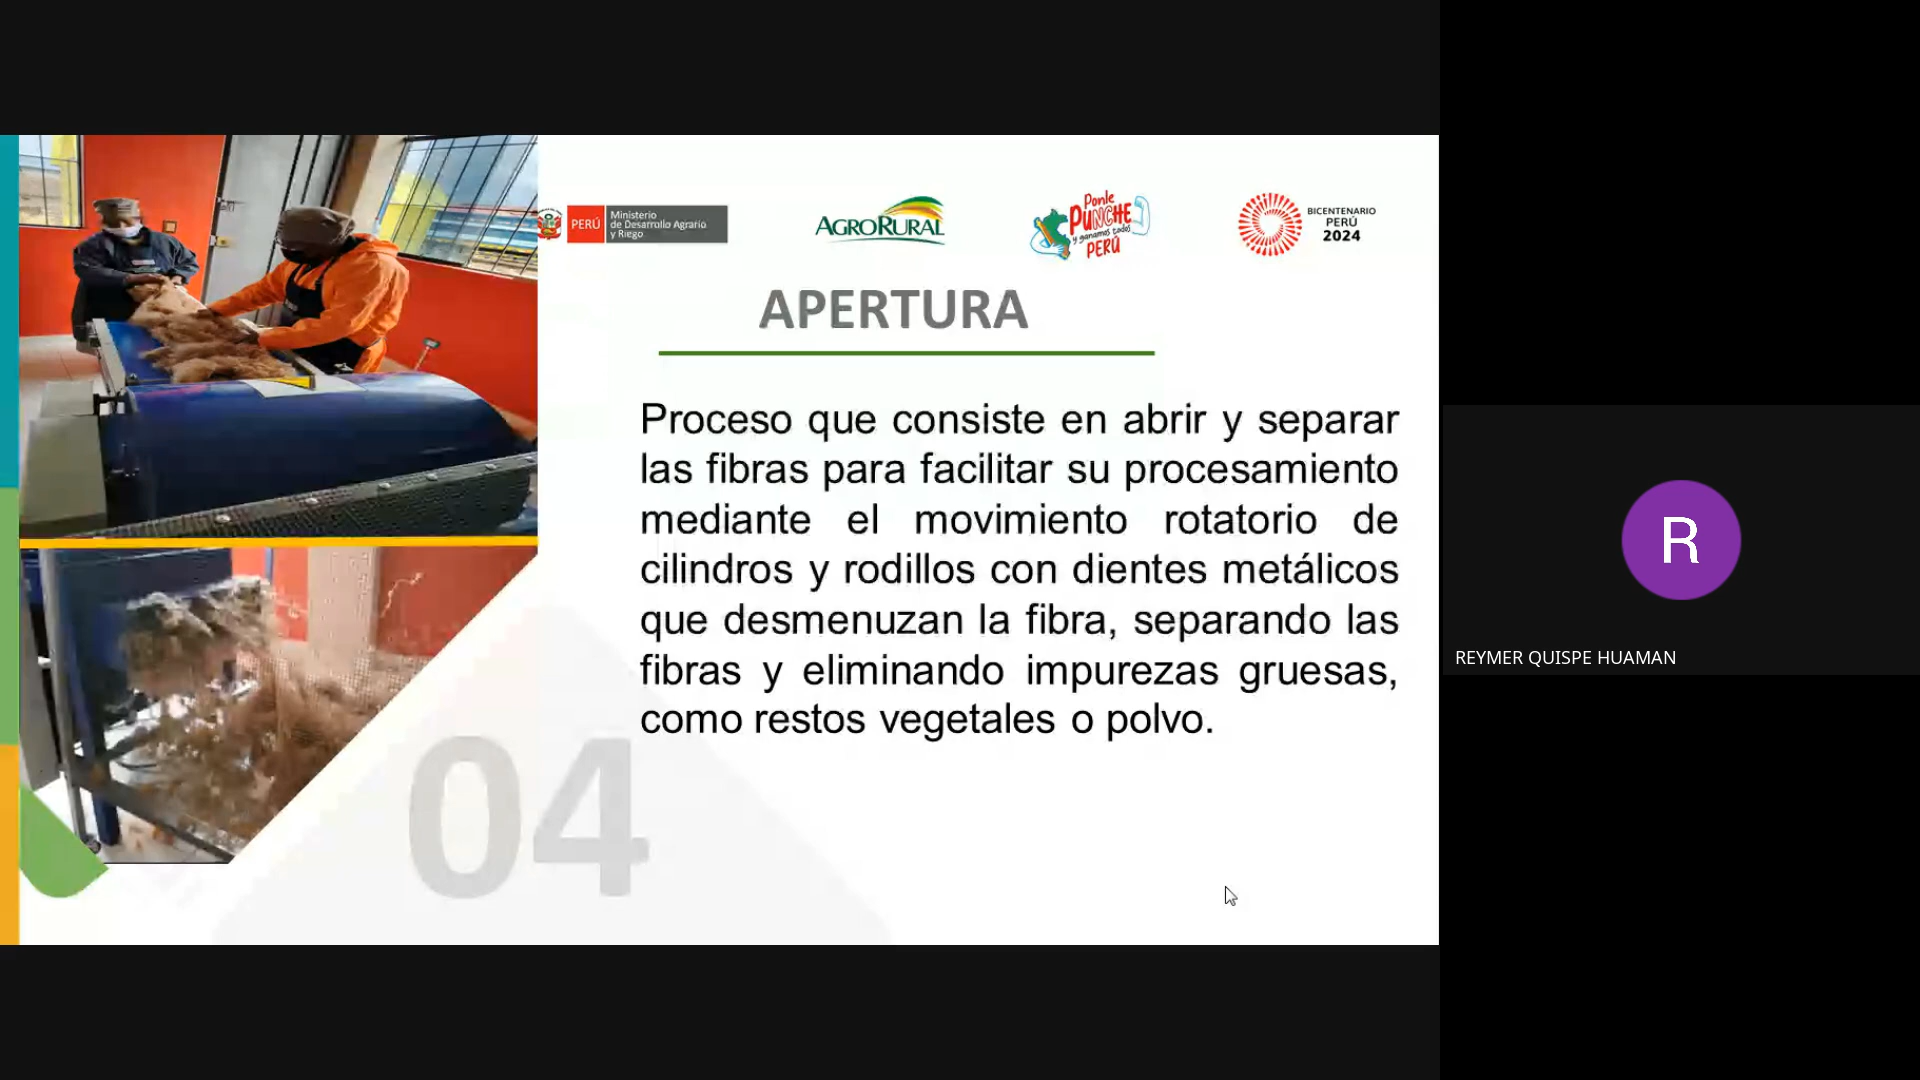 PERÚ
Ministerio
de Desarrollo Agrario
y Riego
AGRORURAL
Ponle
PUNCHE
y ganamos todos
PERÚ
BICENTENARIO
PERÚ
2024
APERTURA
Proceso que consiste en abrir y separar
las fibras para facilitar su procesamiento
mediante el movimiento rotatorio de
cilindros y rodillos con dientes metálicos
que desmenuzan la fibra, separando las
fibras y eliminando impurezas gruesas,
como restos vegetales o polvo.
04
R
REYMER QUISPE HUAMAN